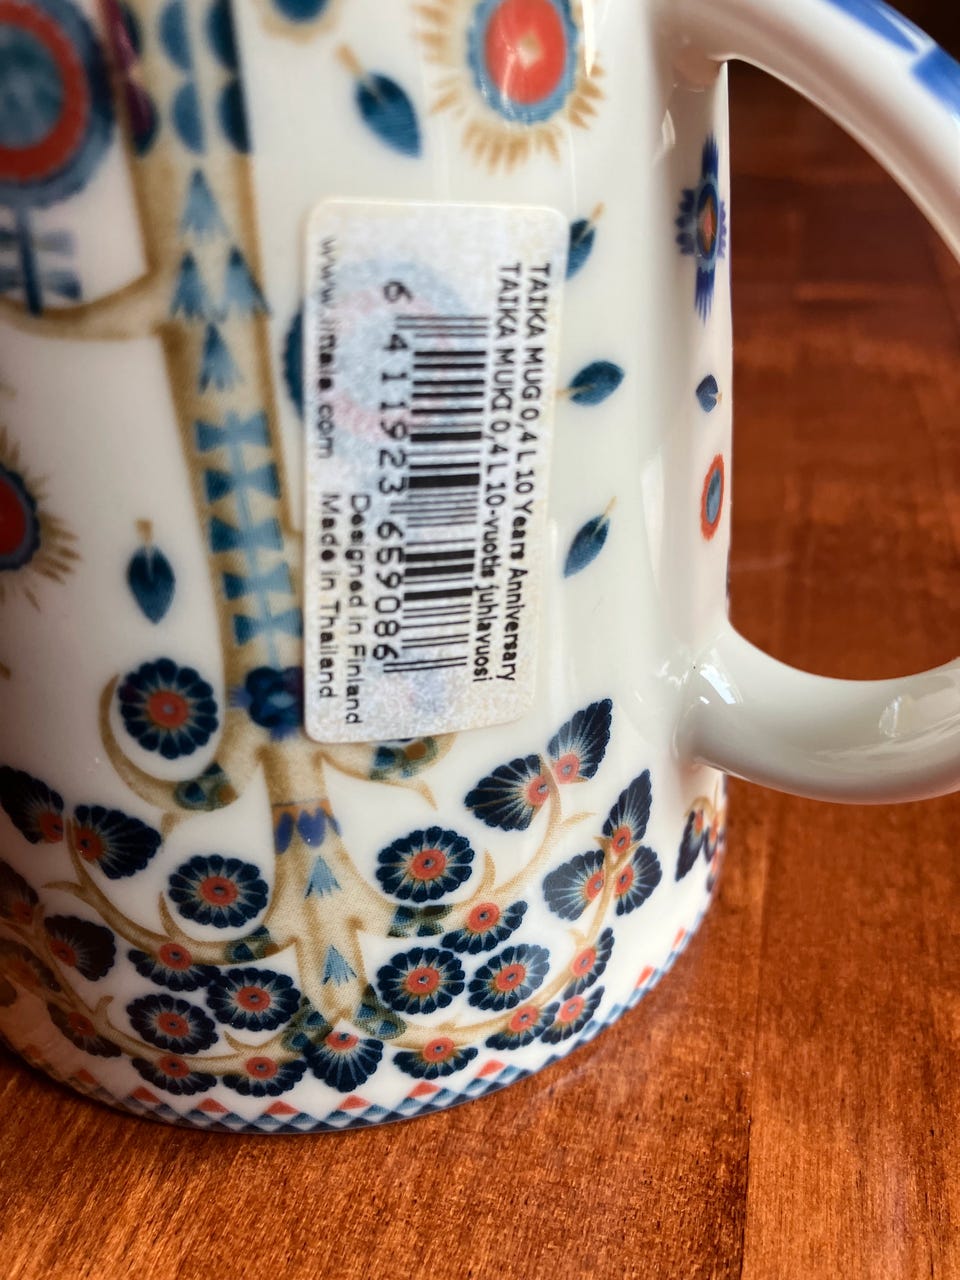 TAIKA MUG 0,4 L 10 Years Anniversary
TAIKA MUKI 0,4 L 10-vuotis juhlavuosi
6 411923 659086
Designed in Finland
www.iittala.com Made in Thailand